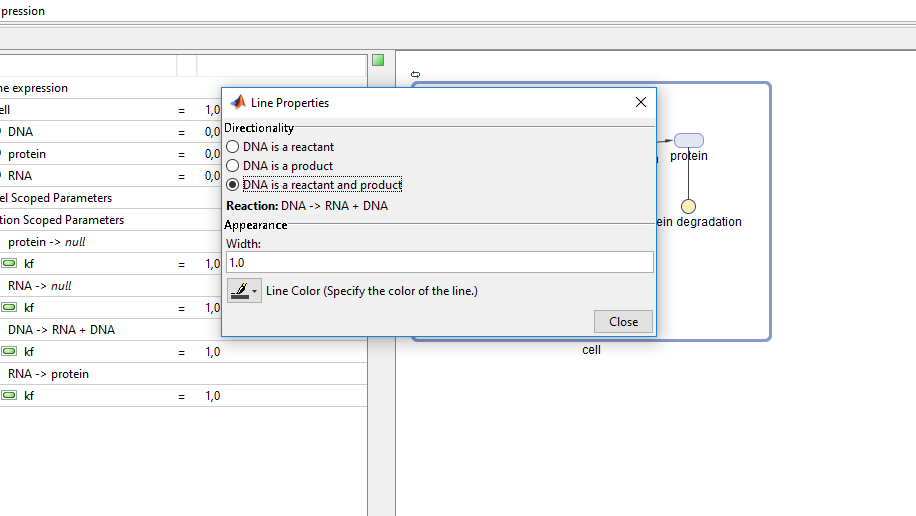 pression
ne expression
ell = 1,0
DNA = 0,0
protein = 0,0
RNA = 0,0
el Scoped Parameters
tion Scoped Parameters
protein -> null
kf = 1,0
RNA -> null
kf = 1,0
DNA -> RNA + DNA
kf = 1,0
RNA -> protein
kf = 1,0
Line Properties
Directionality
DNA is a reactant
DNA is a product
DNA is a reactant and product
Reaction: DNA -> RNA + DNA
Appearance
Width:
1.0
Line Color (Specify the color of the line.)
Close
protein
ein degradation
cell